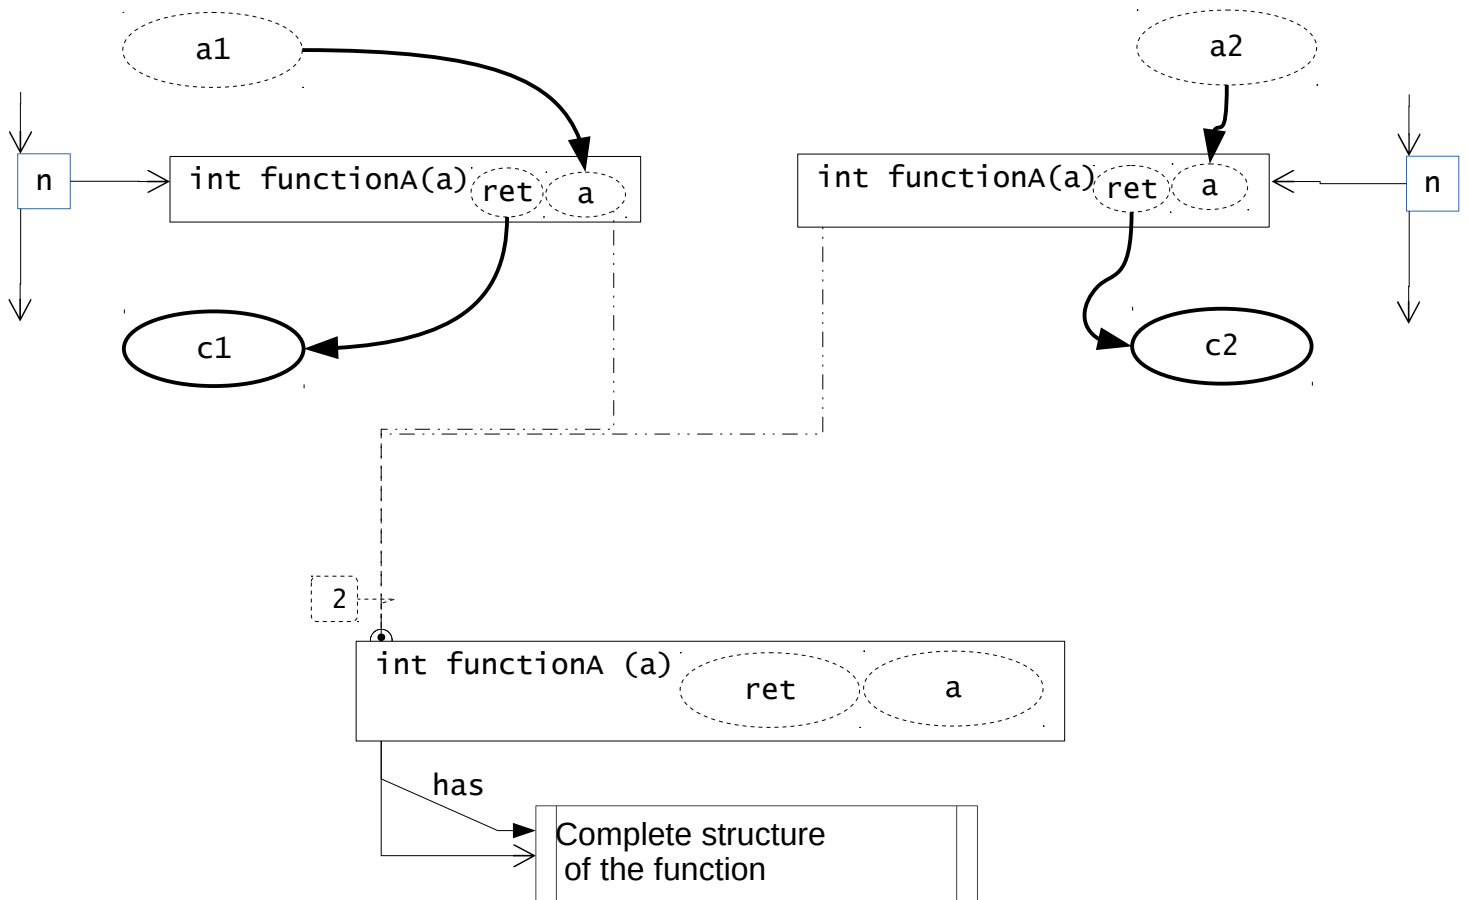 a1
a2
n
int functionA(a)
ret
a
int functionA(a)
ret
a
n
c1
c2
2
int functionA (a)
ret
a
has
Complete structure
of the function